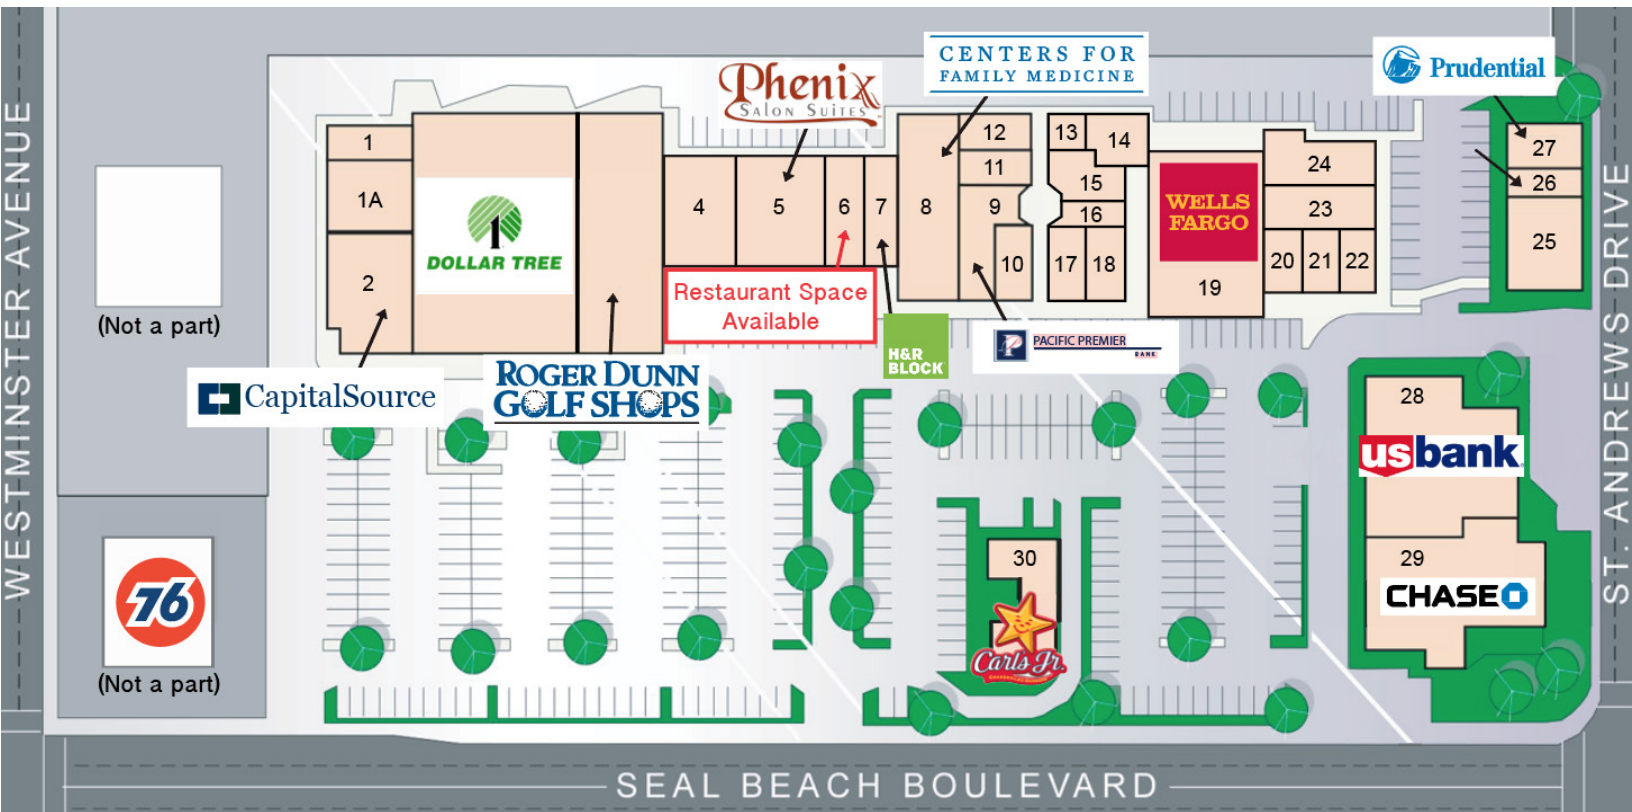 Phenix
SALON SUITES
CENTERS FOR
FAMILY MEDICINE
Prudential
WESTMINSTER AVENUE
ST. ANDREWS DRIVE
1
1A
2
1
DOLLAR TREE
4
5
6
7
8
9
10
11
12
13
14
15
16
17
18
WELLS
FARGO
19
20
21
22
23
24
27
26
25
(Not a part)
Restaurant Space
Available
H&R
BLOCK
P
PACIFIC PREMIER
BANK
CapitalSource
ROGER DUNN
GOLF SHOPS
28
usbank
29
CHASE
30
Carl's Jr.
76
(Not a part)
SEAL BEACH BOULEVARD